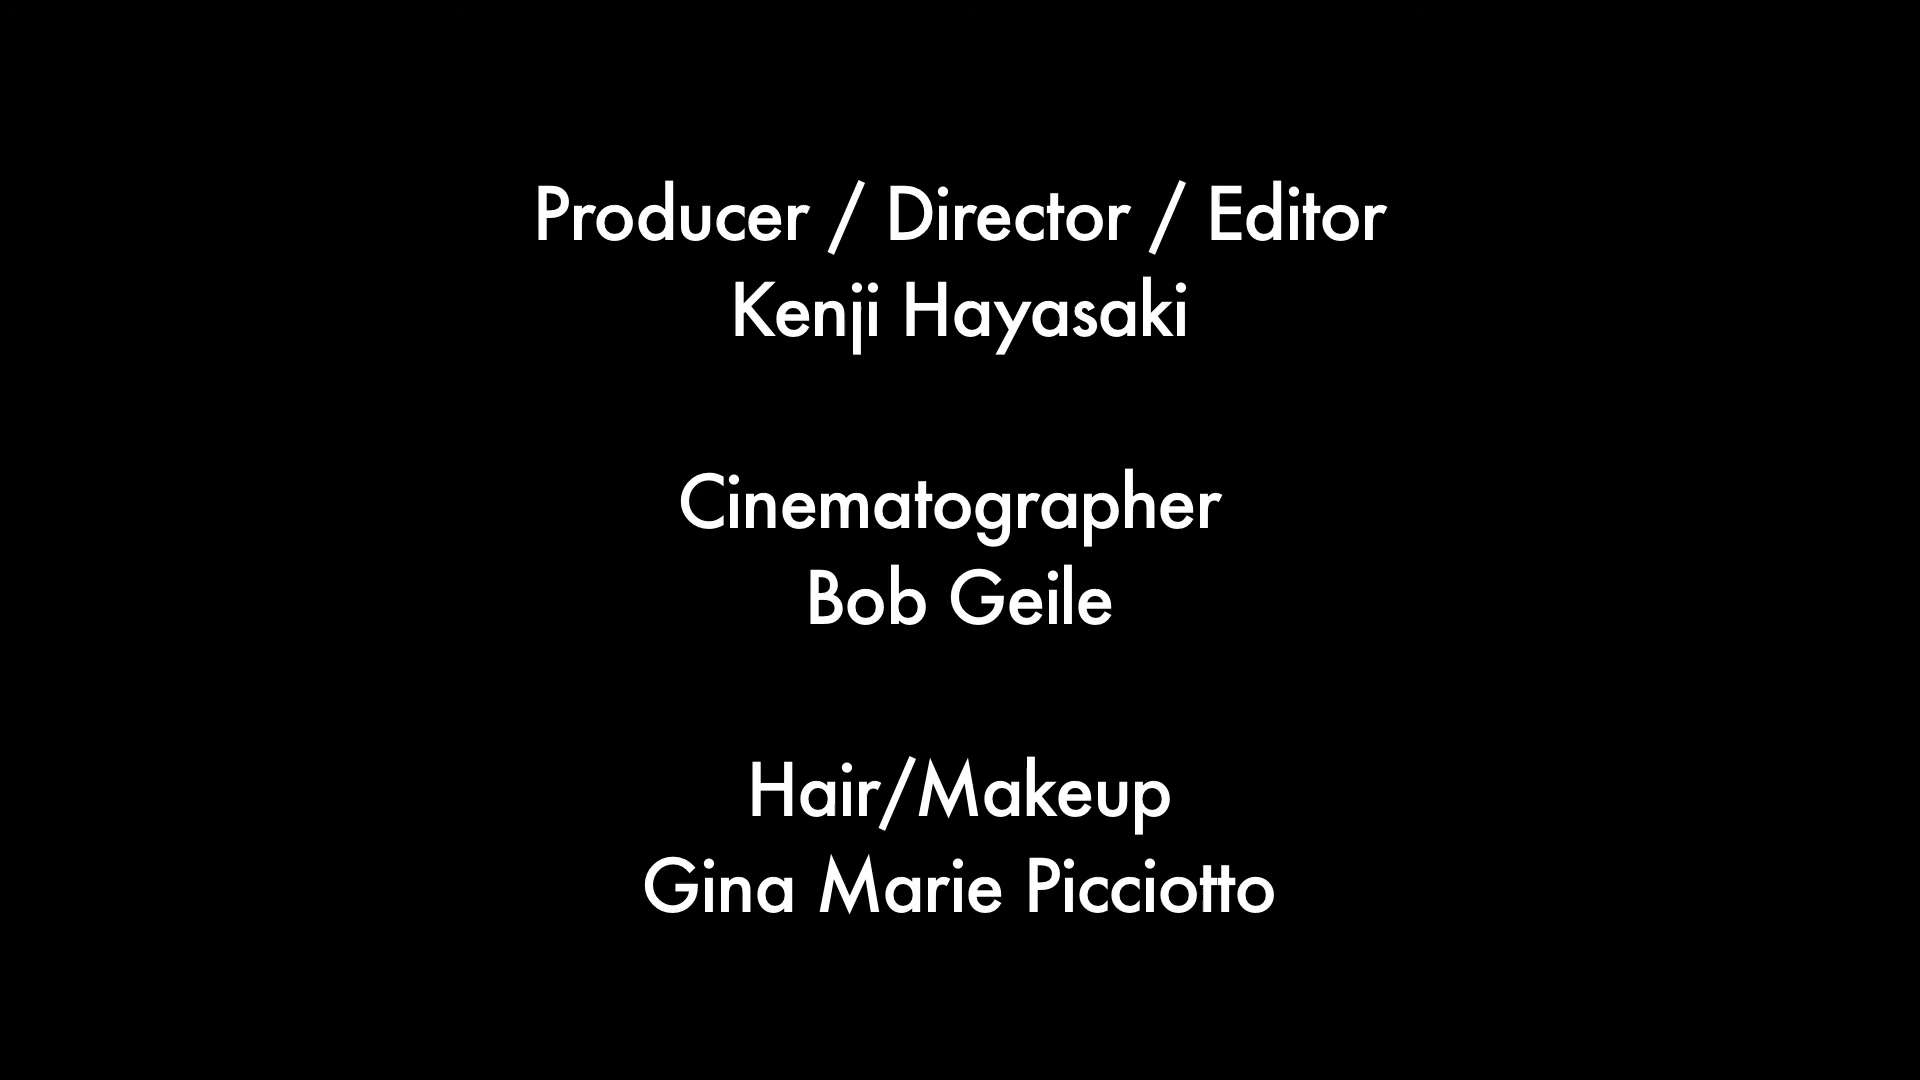 Producer / Director / Editor
Kenji Hayasaki
Cinematographer
Bob Geile
Hair/Makeup
Gina Marie Picciotto